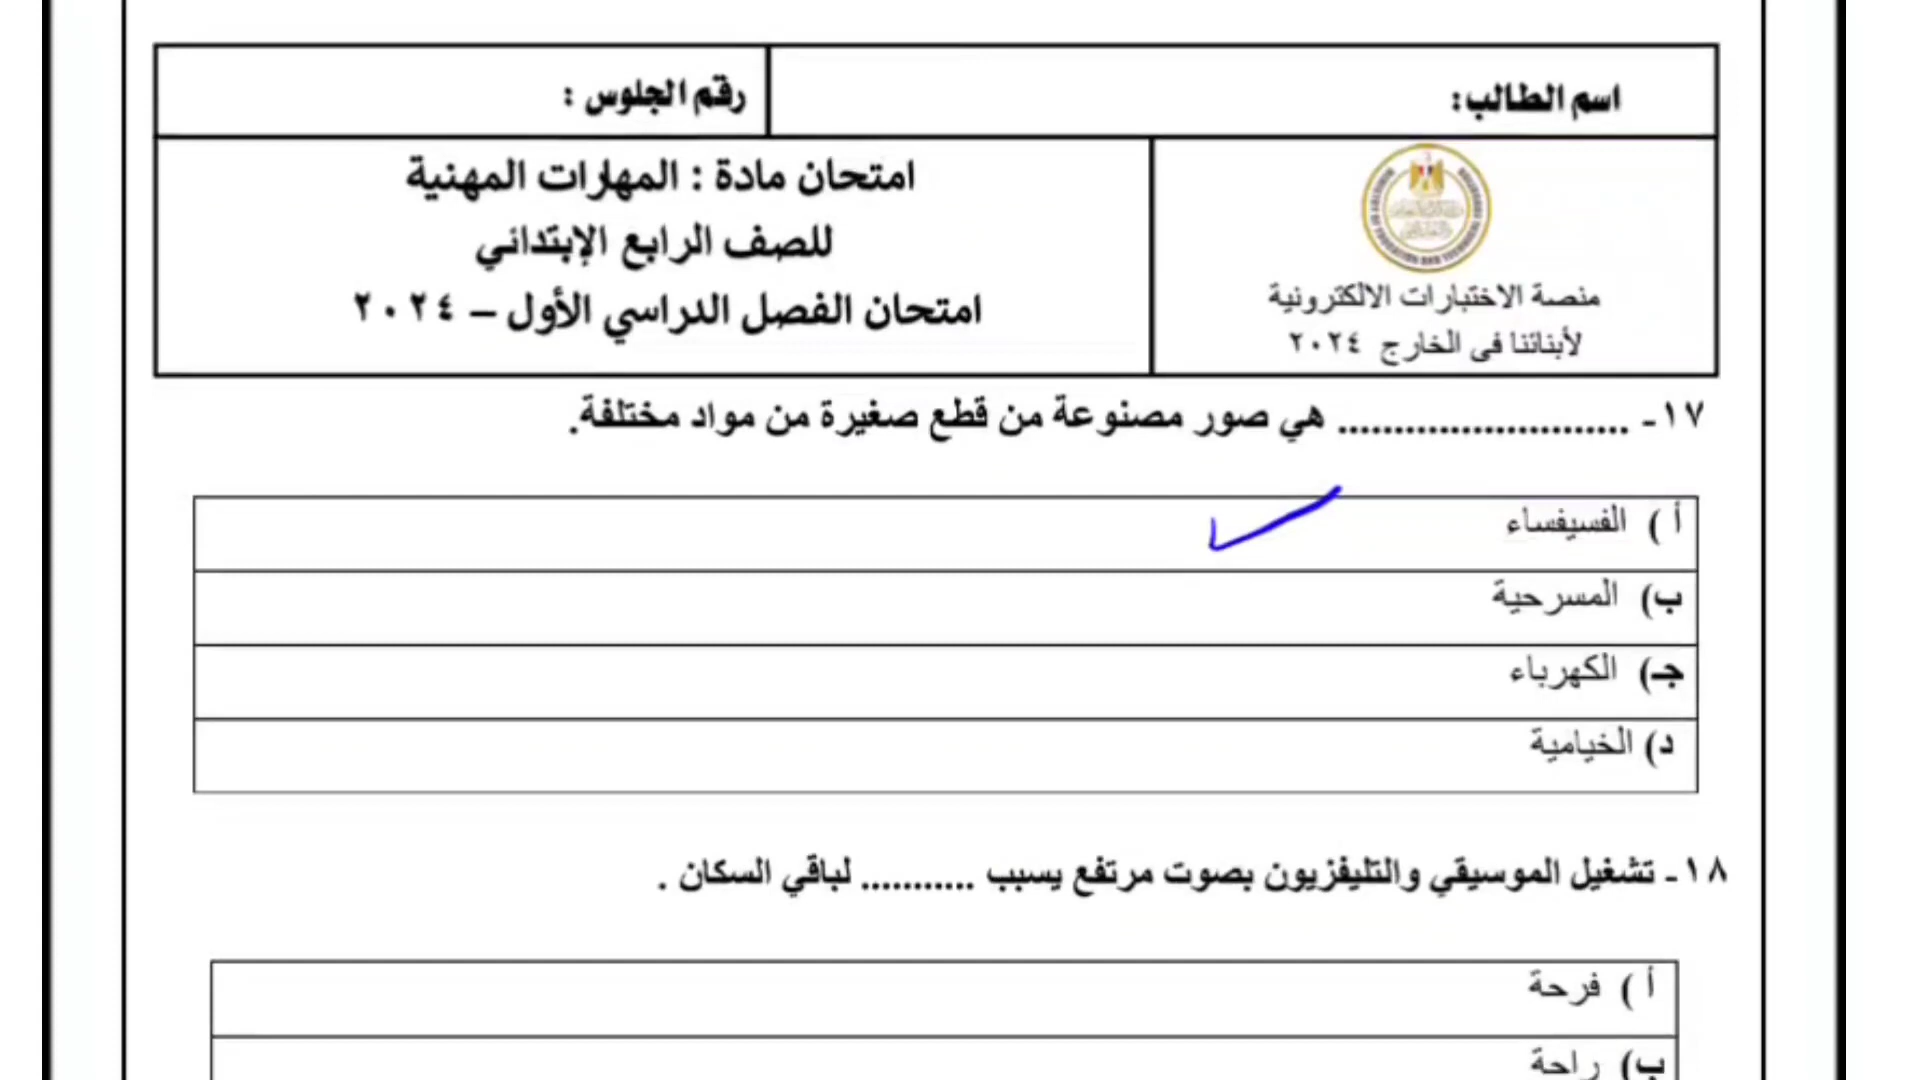 اسم الطالب:
رقم الجلوس :
منصة الاختبارات الالكترونية
لأبنائنا فى الخارج ٢٠٢٤
امتحان مادة : المهارات المهنية
للصف الرابع الإبتدائي
امتحان الفصل الدراسي الأول – ٢٠٢٤
١٧- .......................... هي صور مصنوعة من قطع صغيرة من مواد مختلفة.
أ ) الفسيفساء
ب) المسرحية
جـ) الكهرباء
د) الخيامية
١٨- تشغيل الموسيقي والتليفزيون بصوت مرتفع يسبب ........... لباقي السكان .
أ ) فرحة
ب) راحة